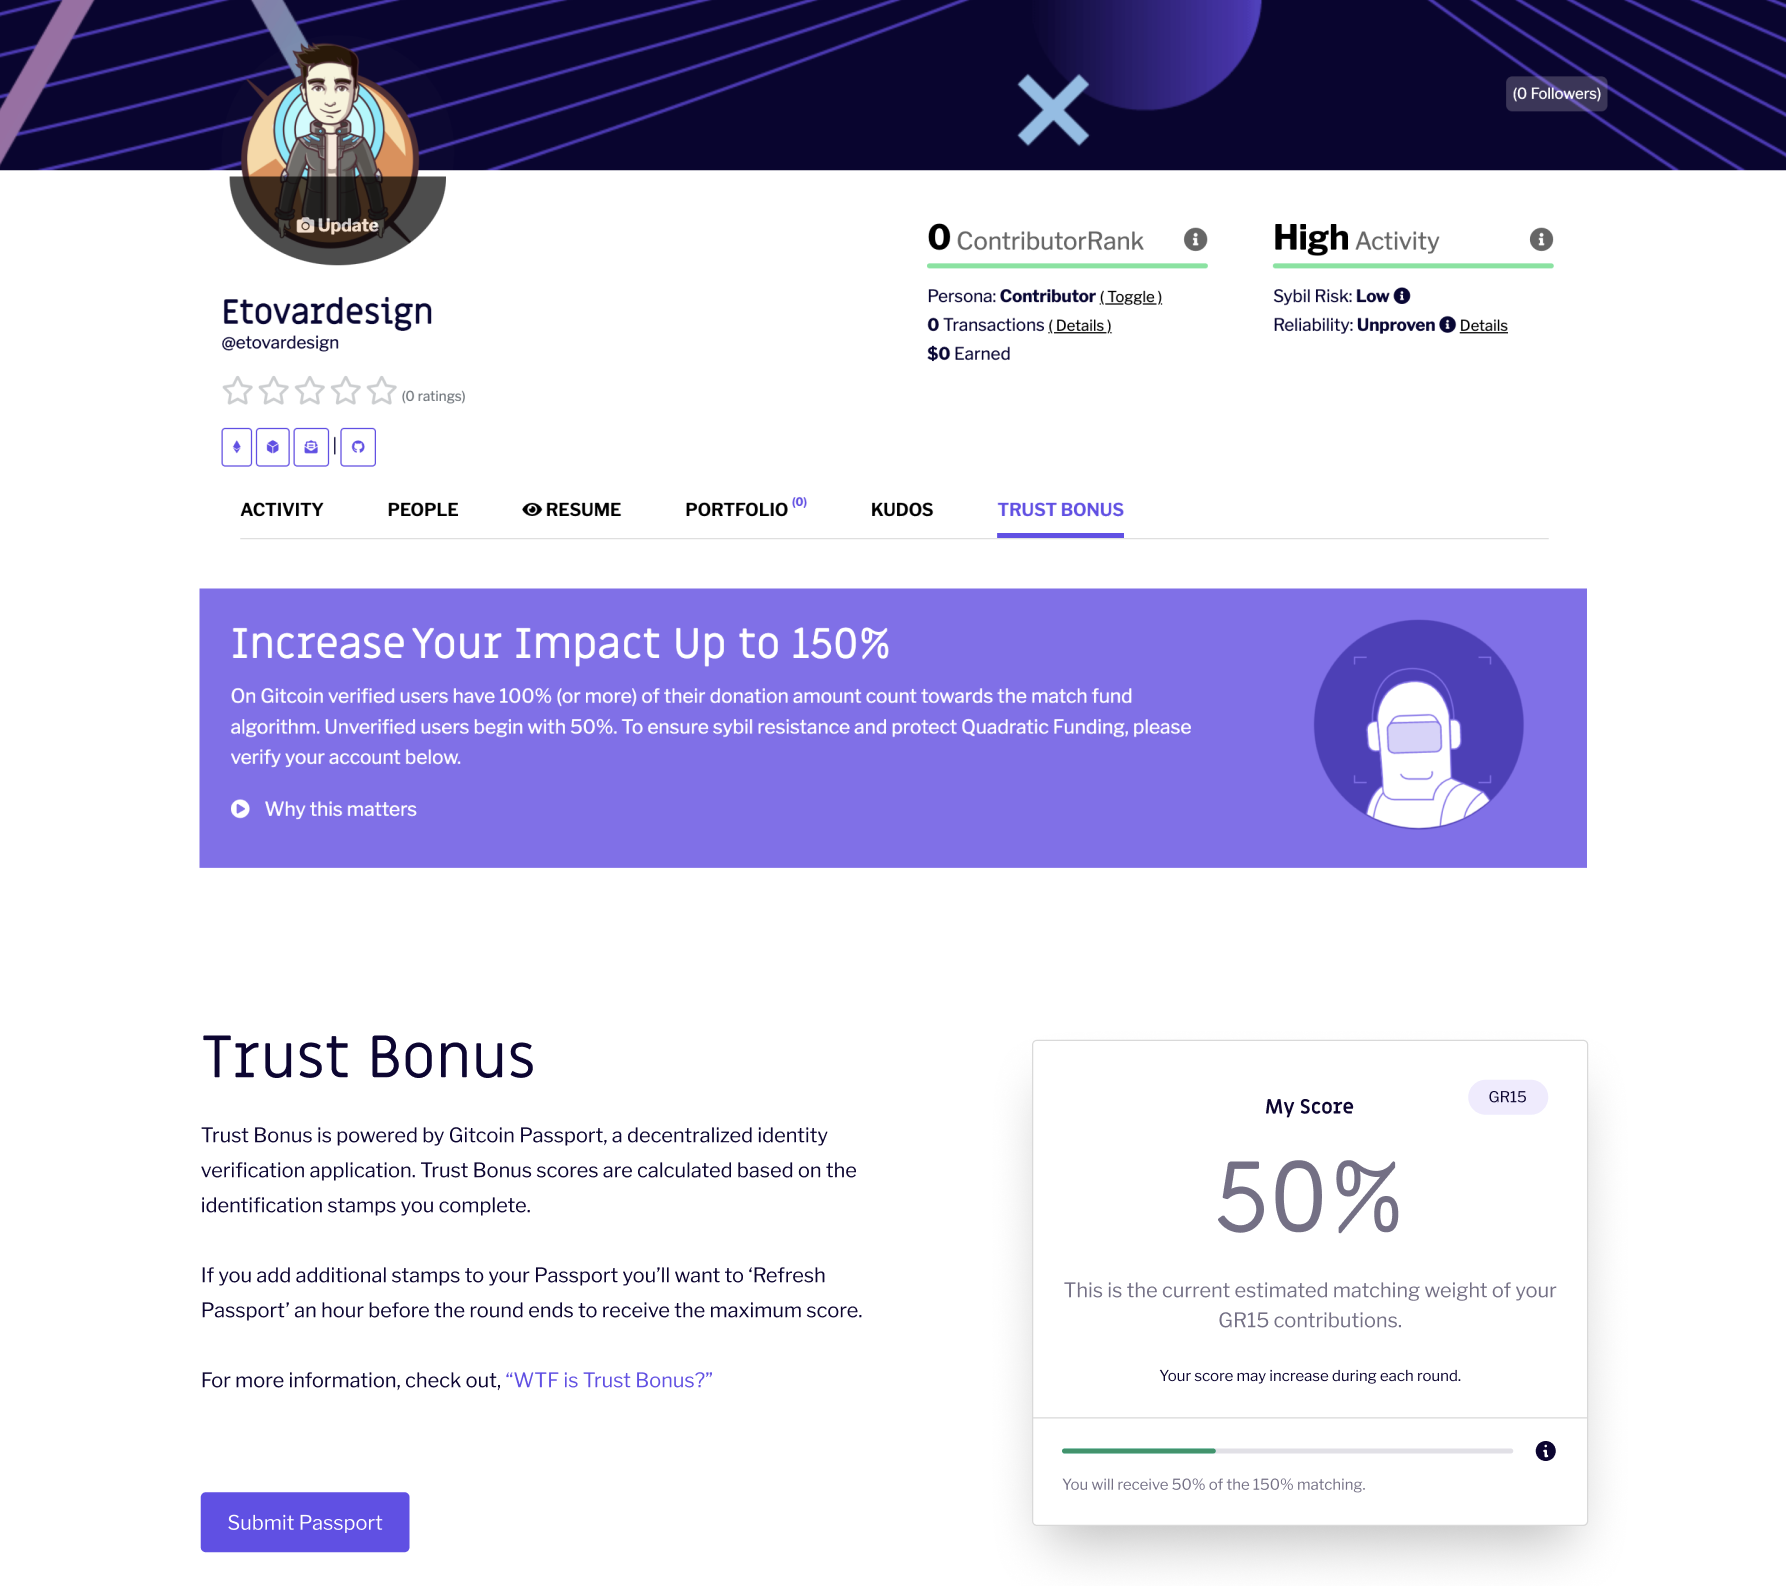 (0 Followers)
Update
0 ContributorRank
High Activity
Persona: Contributor ( Toggle )
0 Transactions ( Details )
$0 Earned
Sybil Risk: Low
Reliability: Unproven Details
Etovardesign
@etovardesign
(0 ratings)
ACTIVITY PEOPLE RESUME PORTFOLIO (0) KUDOS TRUST BONUS
Increase Your Impact Up to 150%
On Gitcoin verified users have 100% (or more) of their donation amount count towards the match fund
algorithm. Unverified users begin with 50%. To ensure sybil resistance and protect Quadratic Funding, please
verify your account below.
Why this matters
Trust Bonus
Trust Bonus is powered by Gitcoin Passport, a decentralized identity
verification application. Trust Bonus scores are calculated based on the
identification stamps you complete.
If you add additional stamps to your Passport you’ll want to ‘Refresh
Passport’ an hour before the round ends to receive the maximum score.
For more information, check out, “WTF is Trust Bonus?”
Submit Passport
GR15
My Score
50%
This is the current estimated matching weight of your
GR15 contributions.
Your score may increase during each round.
You will receive 50% of the 150% matching.